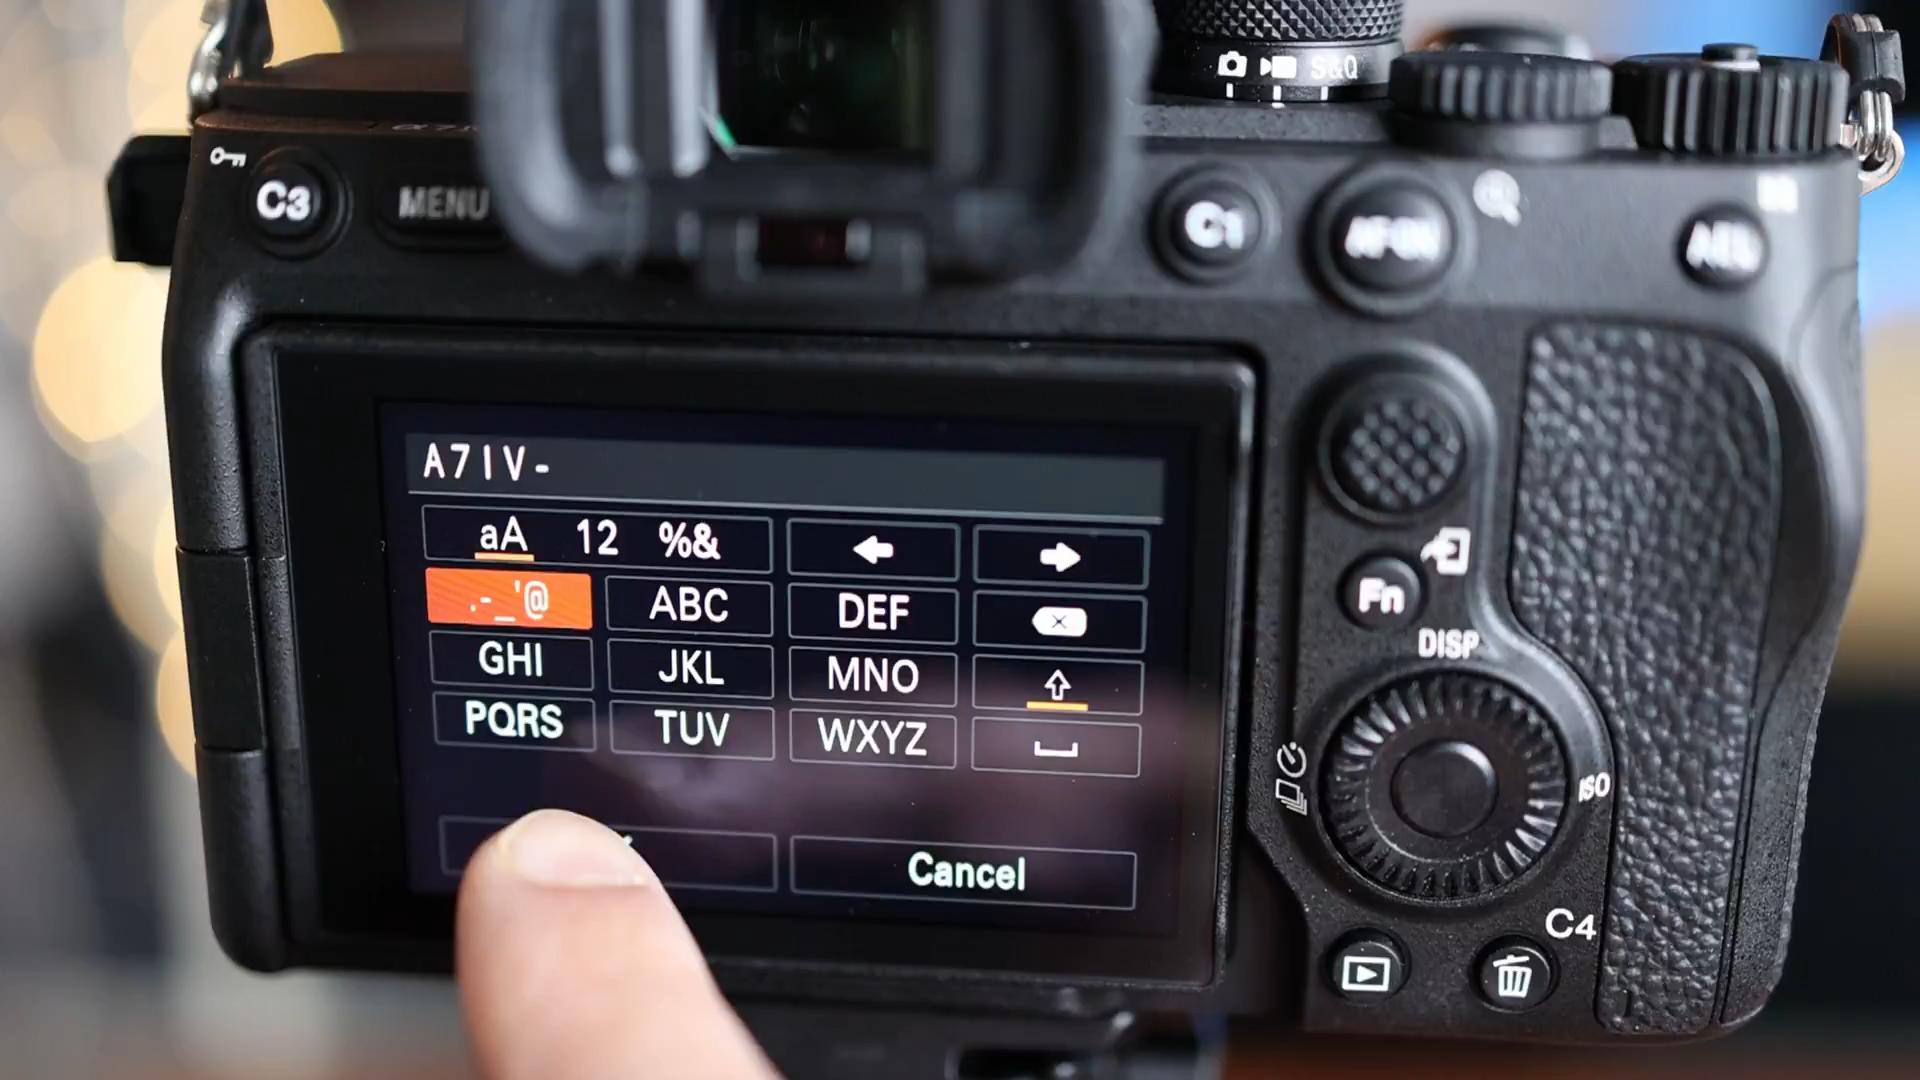 S&Q
C3
MENU
C1
AF-ON
AEL
A7IV-
aA 12 %&
.-_'@ ABC DEF
GHI JKL MNO
PQRS TUV WXYZ
Cancel
Fn
DISP
ISO
C4